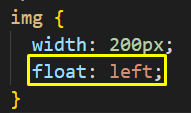 img {
  width: 200px;
  float: left;
}